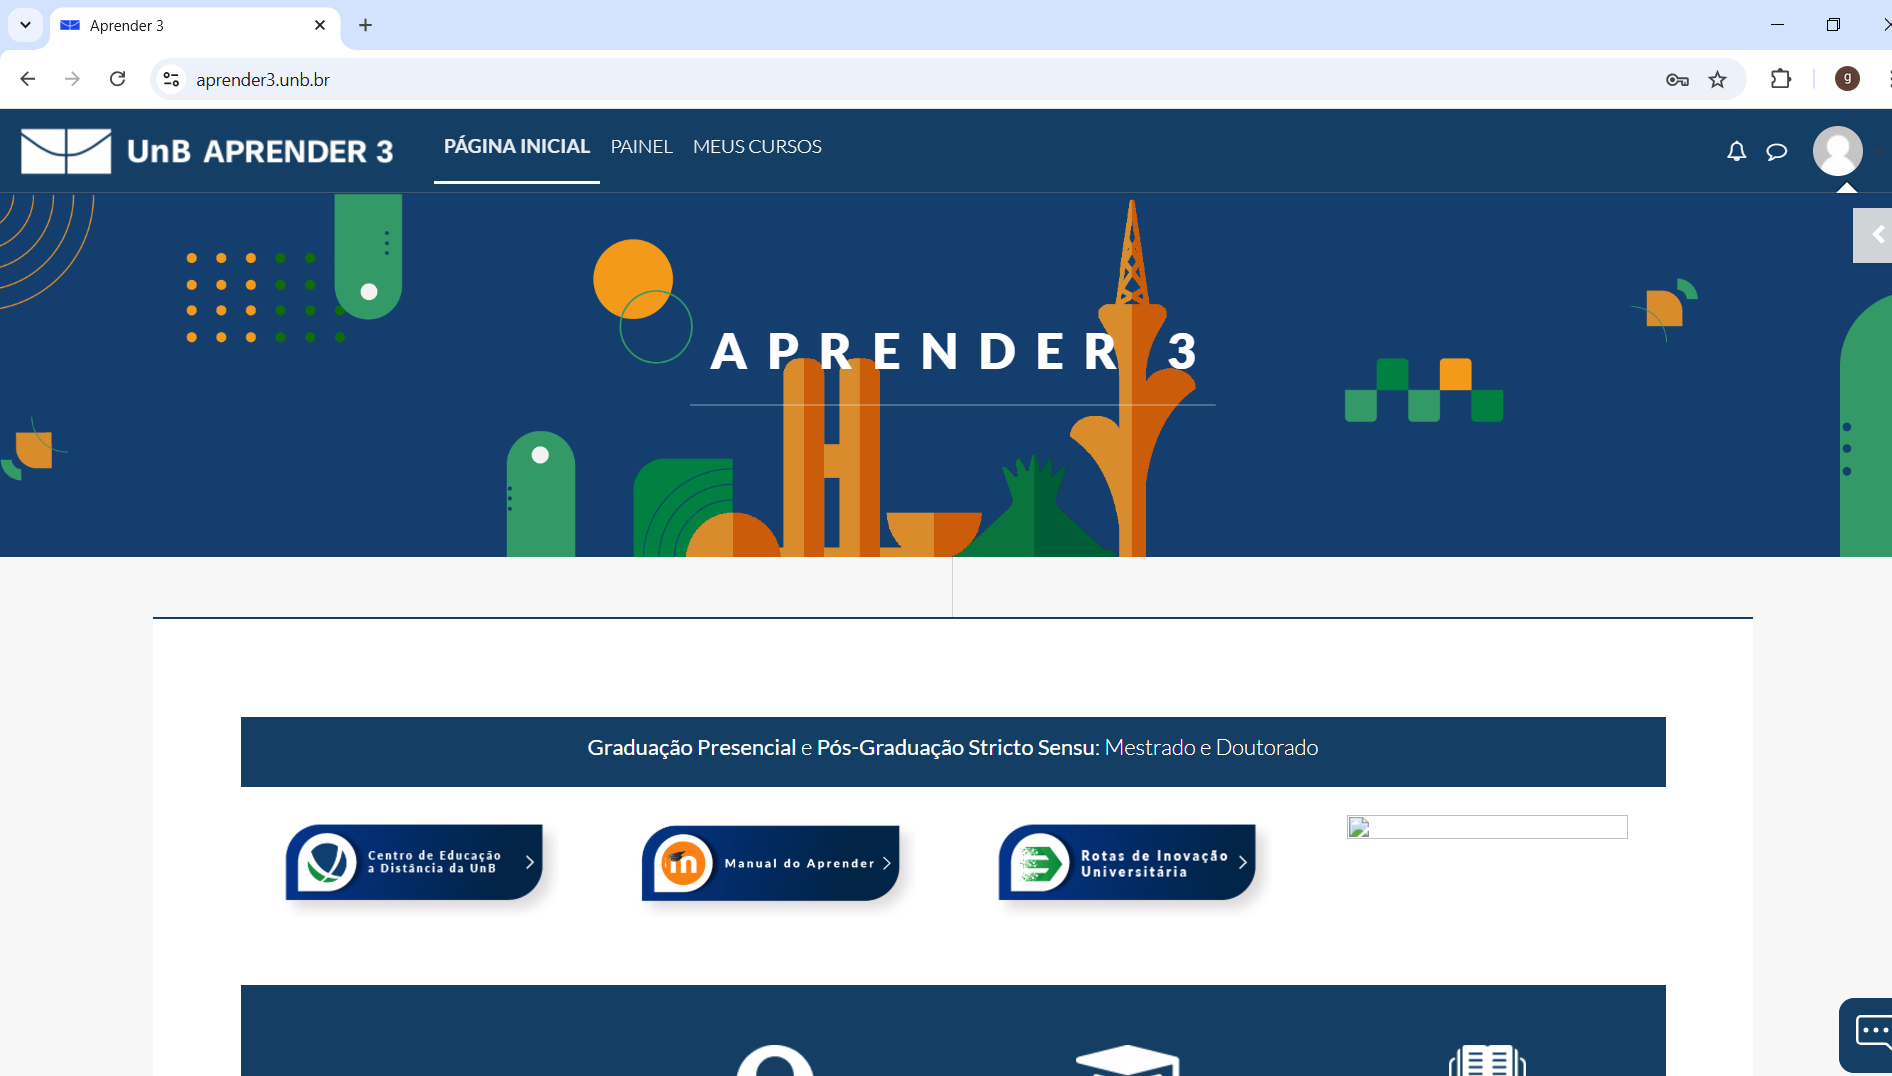 Aprender 3
aprender3.unb.br
g
UnB APRENDER 3
PÁGINA INICIAL
PAINEL
MEUS CURSOS
APRENDER 3
Graduação Presencial e Pós-Graduação Stricto Sensu: Mestrado e Doutorado
Centro de Educação
a Distância da UnB
Manual do Aprender
Rotas de Inovação
Universitária